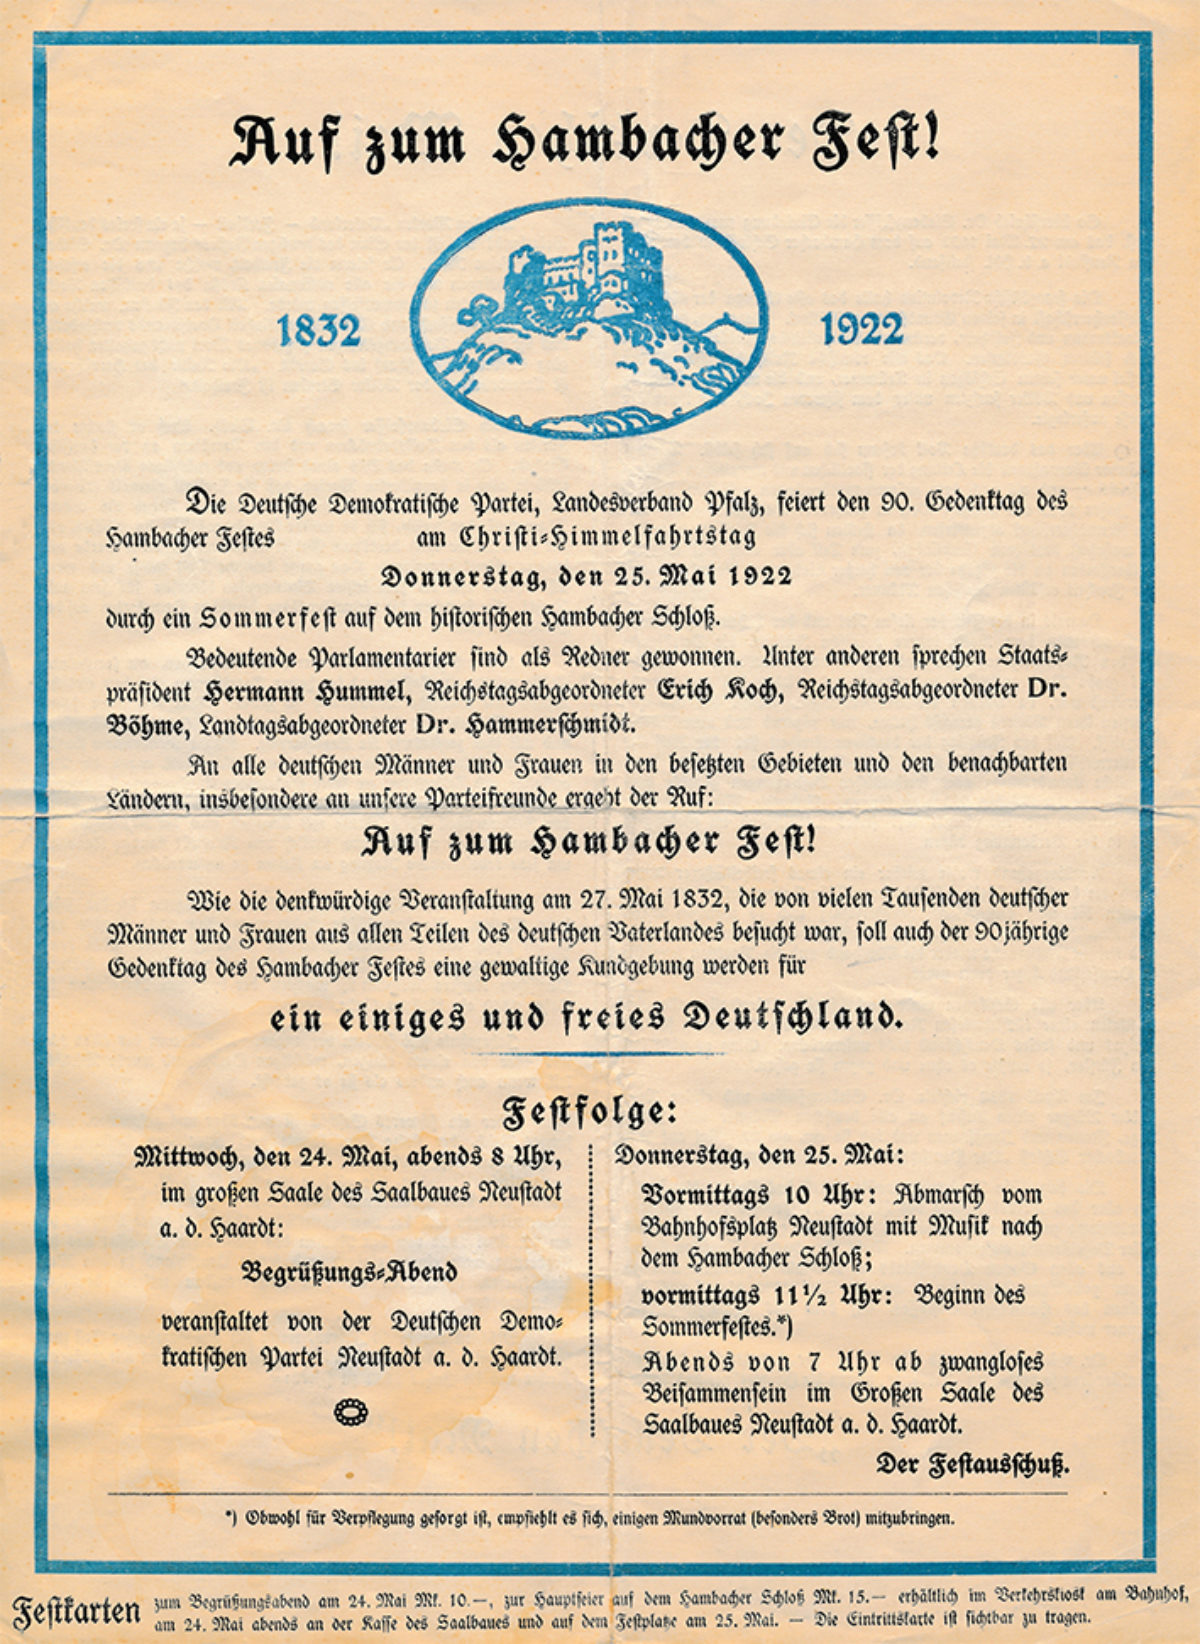 Auf zum Hambacher Fest!
1832 1922
Die Deutsche Demokratische Partei, Landesverband Pfalz, feiert den 90. Gedenktag des
Hambacher Festes am Christi-Himmelfahrtstag
Donnerstag, den 25. Mai 1922
durch ein Sommerfest auf dem historischen Hambacher Schloß.
Bedeutende Parlamentarier sind als Redner gewonnen. Unter anderen sprechen Staats-
präsident Hermann Hummel, Reichstagsabgeordneter Erich Koch, Reichstagsabgeordneter Dr.
Böhme, Landtagsabgeordneter Dr. Hammerschmidt.
An alle deutschen Männer und Frauen in den besetzten Gebieten und den benachbarten
Ländern, insbesondere an unsere Parteifreunde ergeht der Ruf:
Auf zum Hambacher Fest!
Wie die denkwürdige Veranstaltung am 27. Mai 1832, die von vielen Tausenden deutscher
Männer und Frauen aus allen Teilen des deutschen Vaterlandes besucht war, soll auch der 90jährige
Gedenktag des Hambacher Festes eine gewaltige Kundgebung werden für
ein einiges und freies Deutschland.
Festfolge:
Mittwoch, den 24. Mai, abends 8 Uhr,
im großen Saale des Saalbaues Neustadt
a. d. Haardt:
Begrüßungs-Abend
veranstaltet von der Deutschen Demo-
kratischen Partei Neustadt a. d. Haardt.
Donnerstag, den 25. Mai:
Vormittags 10 Uhr: Abmarsch vom
Bahnhofsplatz Neustadt mit Musik nach
dem Hambacher Schloß;
vormittags 11½ Uhr: Beginn des
Sommerfestes.*)
Abends von 7 Uhr ab zwangloses
Beisammensein im Großen Saale des
Saalbaues Neustadt a. d. Haardt.
Der Festausschuß.
*) Obwohl für Verpflegung gesorgt ist, empfiehlt es sich, einigen Mundvorrat (besonders Brot) mitzubringen.
Festkarten zum Begrüßungsabend am 24. Mai Mk. 10.—, zur Hauptfeier auf dem Hambacher Schloß Mk. 15.— erhältlich im Verkehrskiosk am Bahnhof,
am 24. Mai abends an der Kasse des Saalbaues und auf dem Festplatze am 25. Mai. — Die Eintrittskarte ist sichtbar zu tragen.